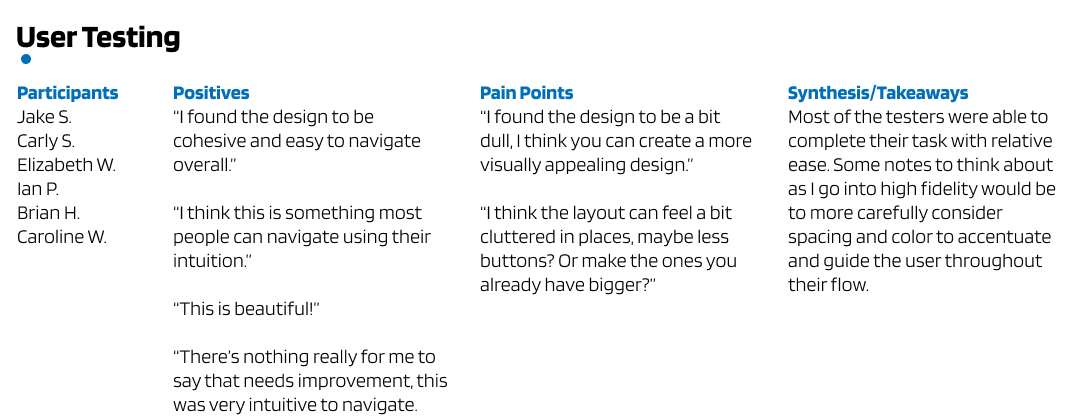 User Testing
Participants
Jake S.
Carly S.
Elizabeth W.
Ian P.
Brian H.
Caroline W.
Positives
“I found the design to be
cohesive and easy to navigate
overall.”
“I think this is something most
people can navigate using their
intuition.”
“This is beautiful!”
“There’s nothing really for me to
say that needs improvement, this
was very intuitive to navigate.
Pain Points
“I found the design to be a bit
dull, I think you can create a more
visually appealing design.”
“I think the layout can feel a bit
cluttered in places, maybe less
buttons? Or make the ones you
already have bigger?”
Synthesis/Takeaways
Most of the testers were able to
complete their task with relative
ease. Some notes to think about
as I go into high fidelity would be
to more carefully consider
spacing and color to accentuate
and guide the user throughout
their flow.